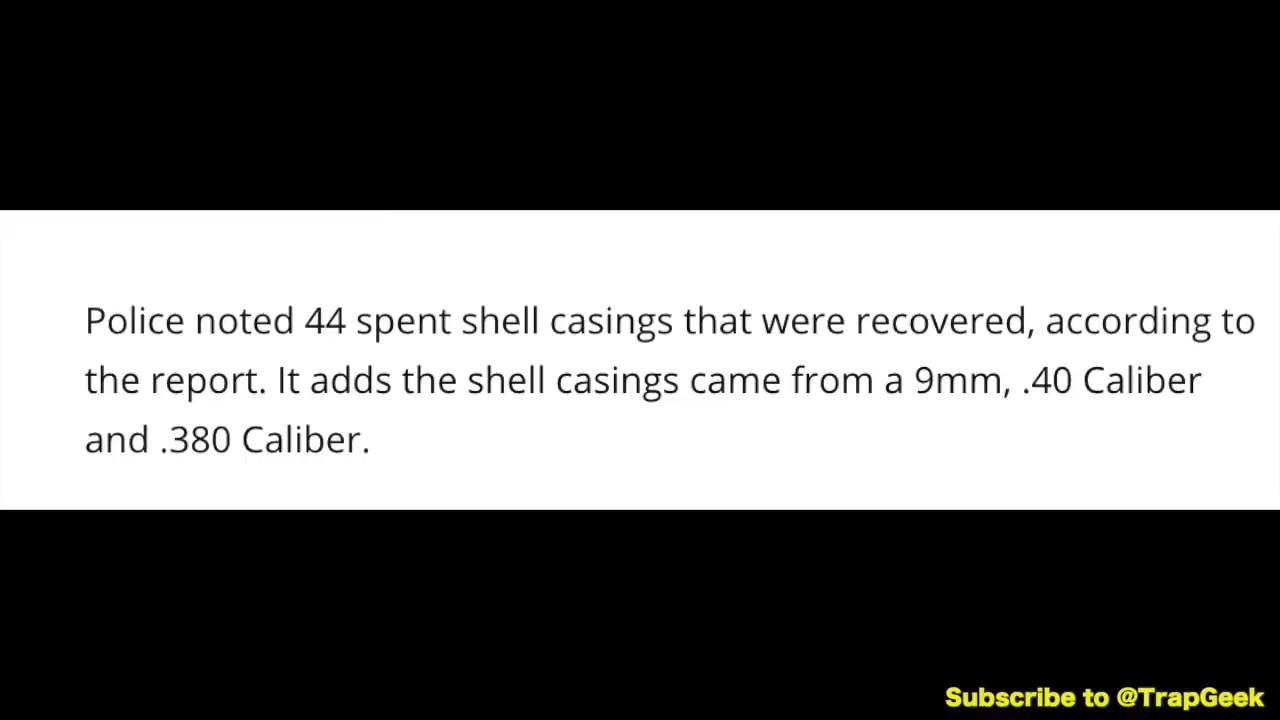 Police noted 44 spent shell casings that were recovered, according to
the report. It adds the shell casings came from a 9mm, .40 Caliber
and .380 Caliber.
Subscribe to @TrapGeek